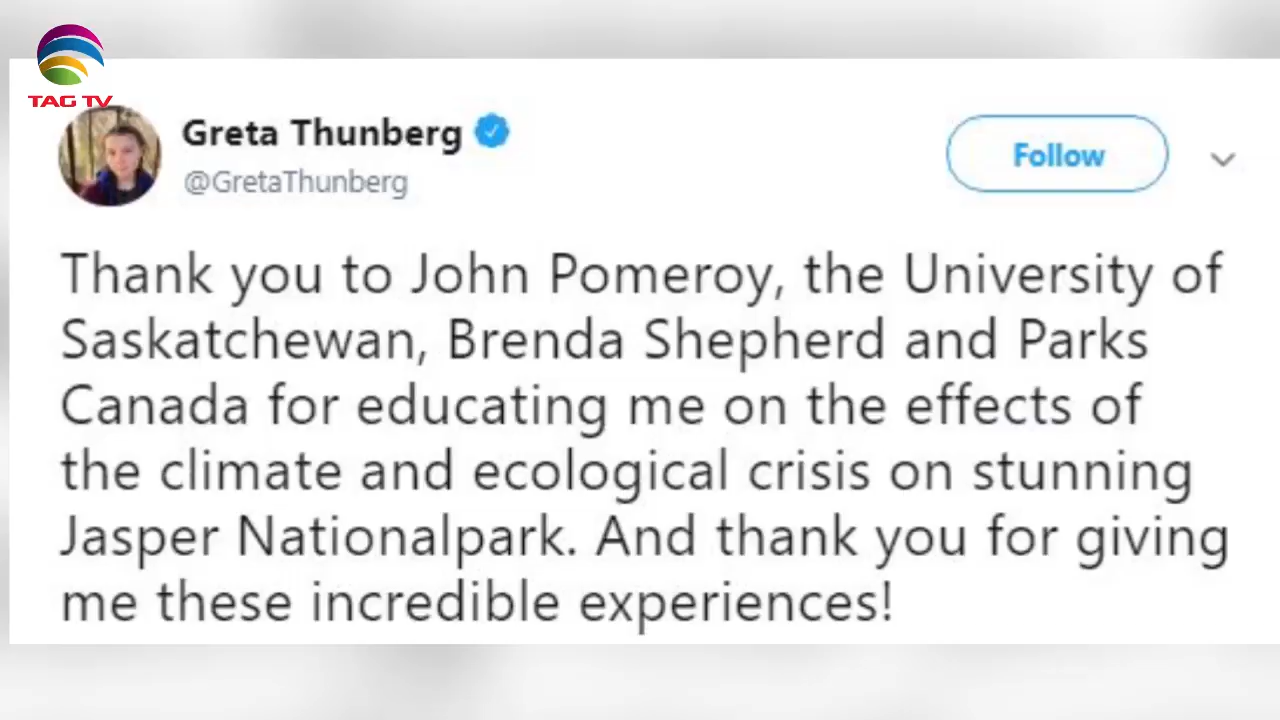 TAG TV
Greta Thunberg
@GretaThunberg
Follow
Thank you to John Pomeroy, the University of
Saskatchewan, Brenda Shepherd and Parks
Canada for educating me on the effects of
the climate and ecological crisis on stunning
Jasper Nationalpark. And thank you for giving
me these incredible experiences!